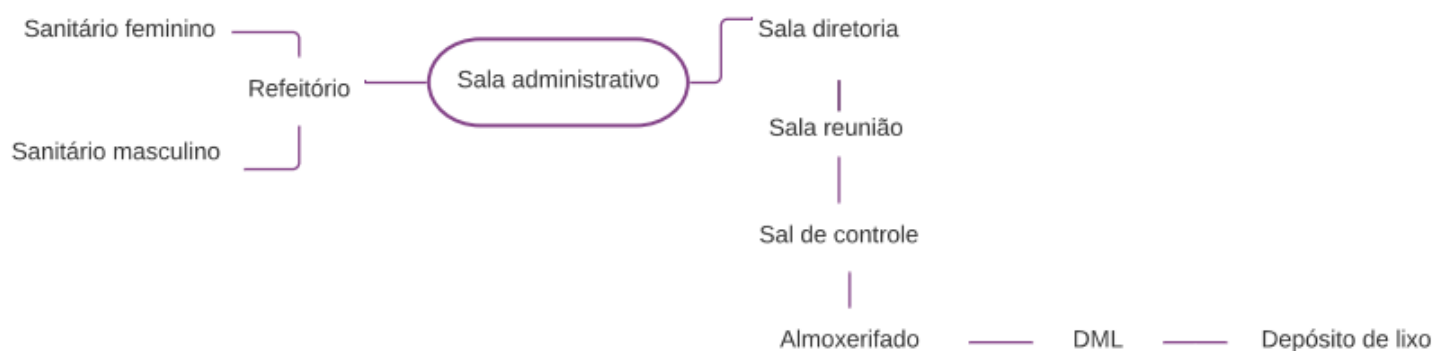 Sanitário feminino
Sala diretoria
Sala administrativo
Refeitório
Sala reunião
Sanitário masculino
Sal de controle
Almoxerifado
DML
Depósito de lixo